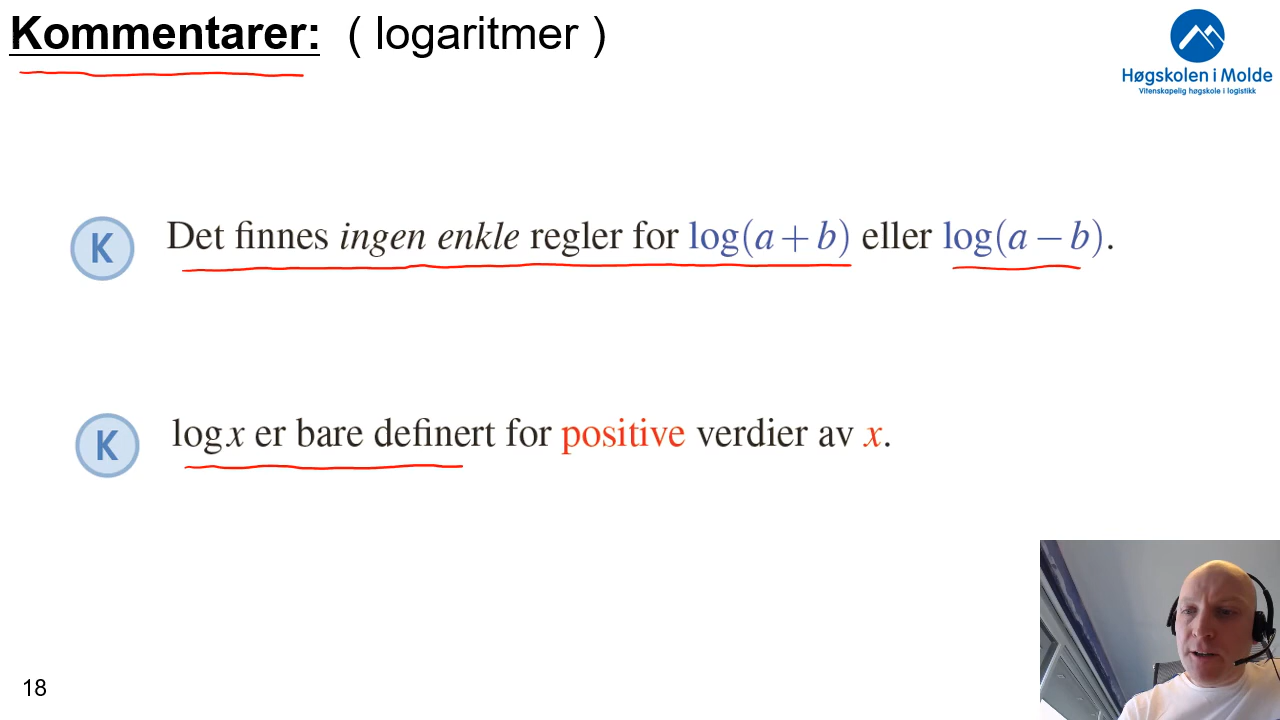 Kommentarer: ( logaritmer )
Høgskolen i Molde
Vitenskapelig høgskole i logistikk
K Det finnes ingen enkle regler for log(a + b) eller log(a − b).
K log x er bare definert for positive verdier av x.
18